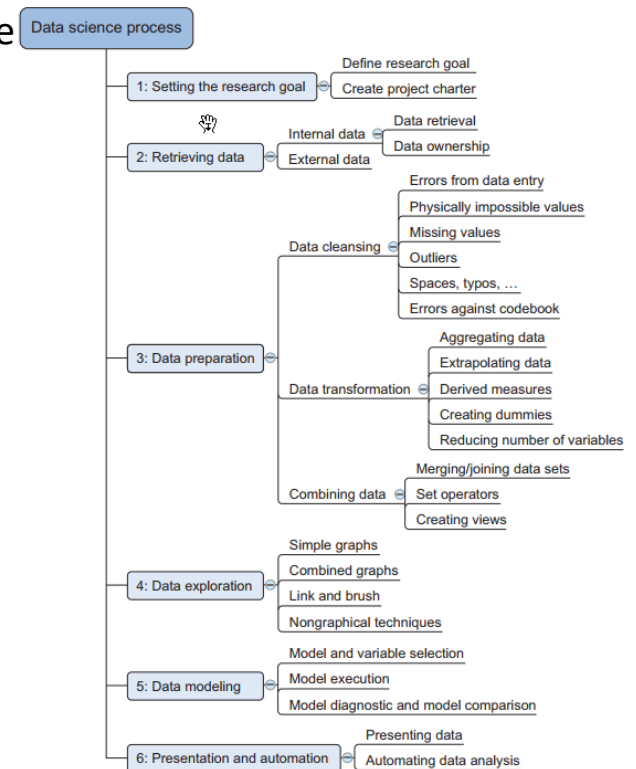 e
Data science process
1: Setting the research goal
Define research goal
Create project charter
2: Retrieving data
Internal data
Data retrieval
Data ownership
External data
3: Data preparation
Data cleansing
Errors from data entry
Physically impossible values
Missing values
Outliers
Spaces, typos, …
Errors against codebook
Data transformation
Aggregating data
Extrapolating data
Derived measures
Creating dummies
Reducing number of variables
Combining data
Merging/joining data sets
Set operators
Creating views
4: Data exploration
Simple graphs
Combined graphs
Link and brush
Nongraphical techniques
5: Data modeling
Model and variable selection
Model execution
Model diagnostic and model comparison
6: Presentation and automation
Presenting data
Automating data analysis